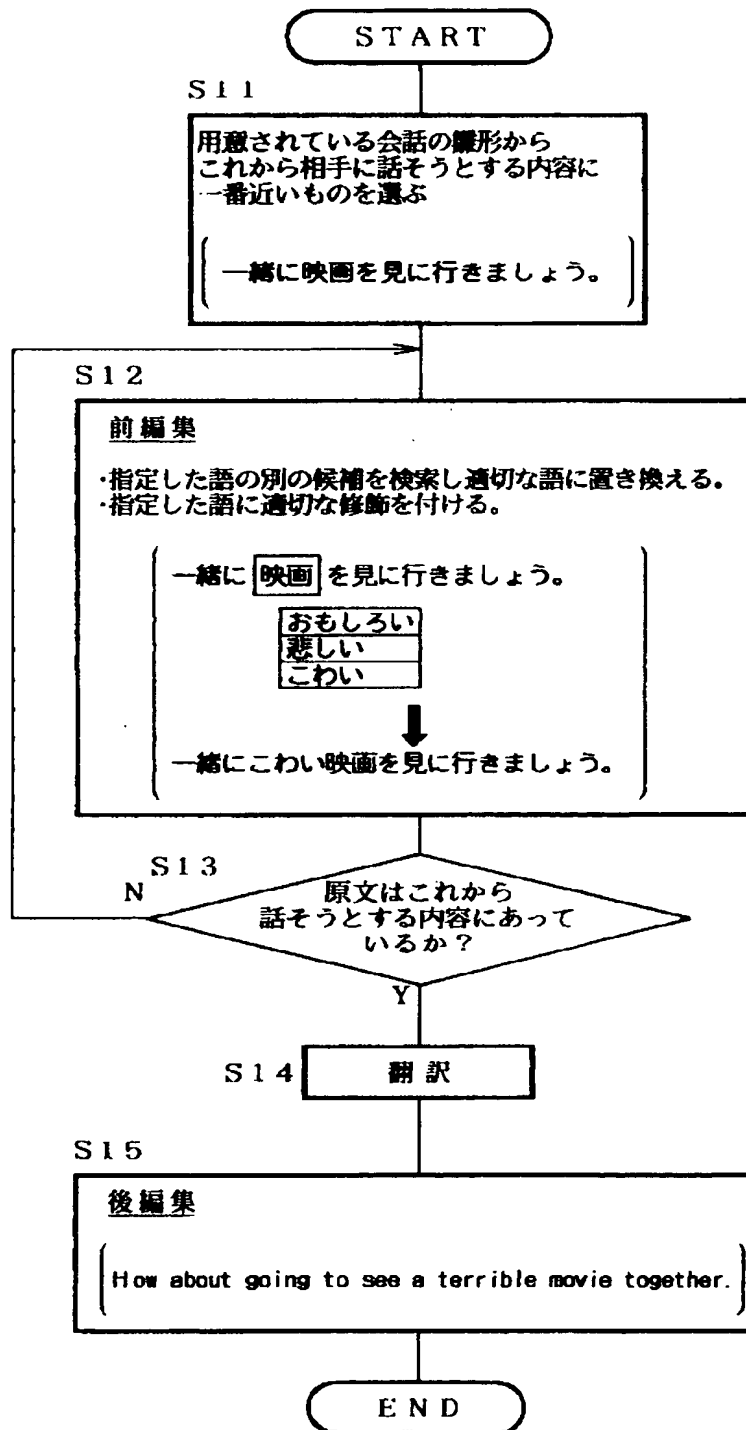 START
S11
用意されている会話の雛形から
これから相手に話そうとする内容に
一番近いものを選ぶ
一緒に映画を見に行きましょう。
S12
前編集
・指定した語の別の候補を検索し適切な語に置き換える。
・指定した語に適切な修飾を付ける。
一緒に 映画 を見に行きましょう。
おもしろい
悲しい
こわい
一緒にこわい映画を見に行きましょう。
S13
N
原文はこれから
話そうとする内容にあって
いるか？
Y
S14 翻訳
S15
後編集
How about going to see a terrible movie together.
END